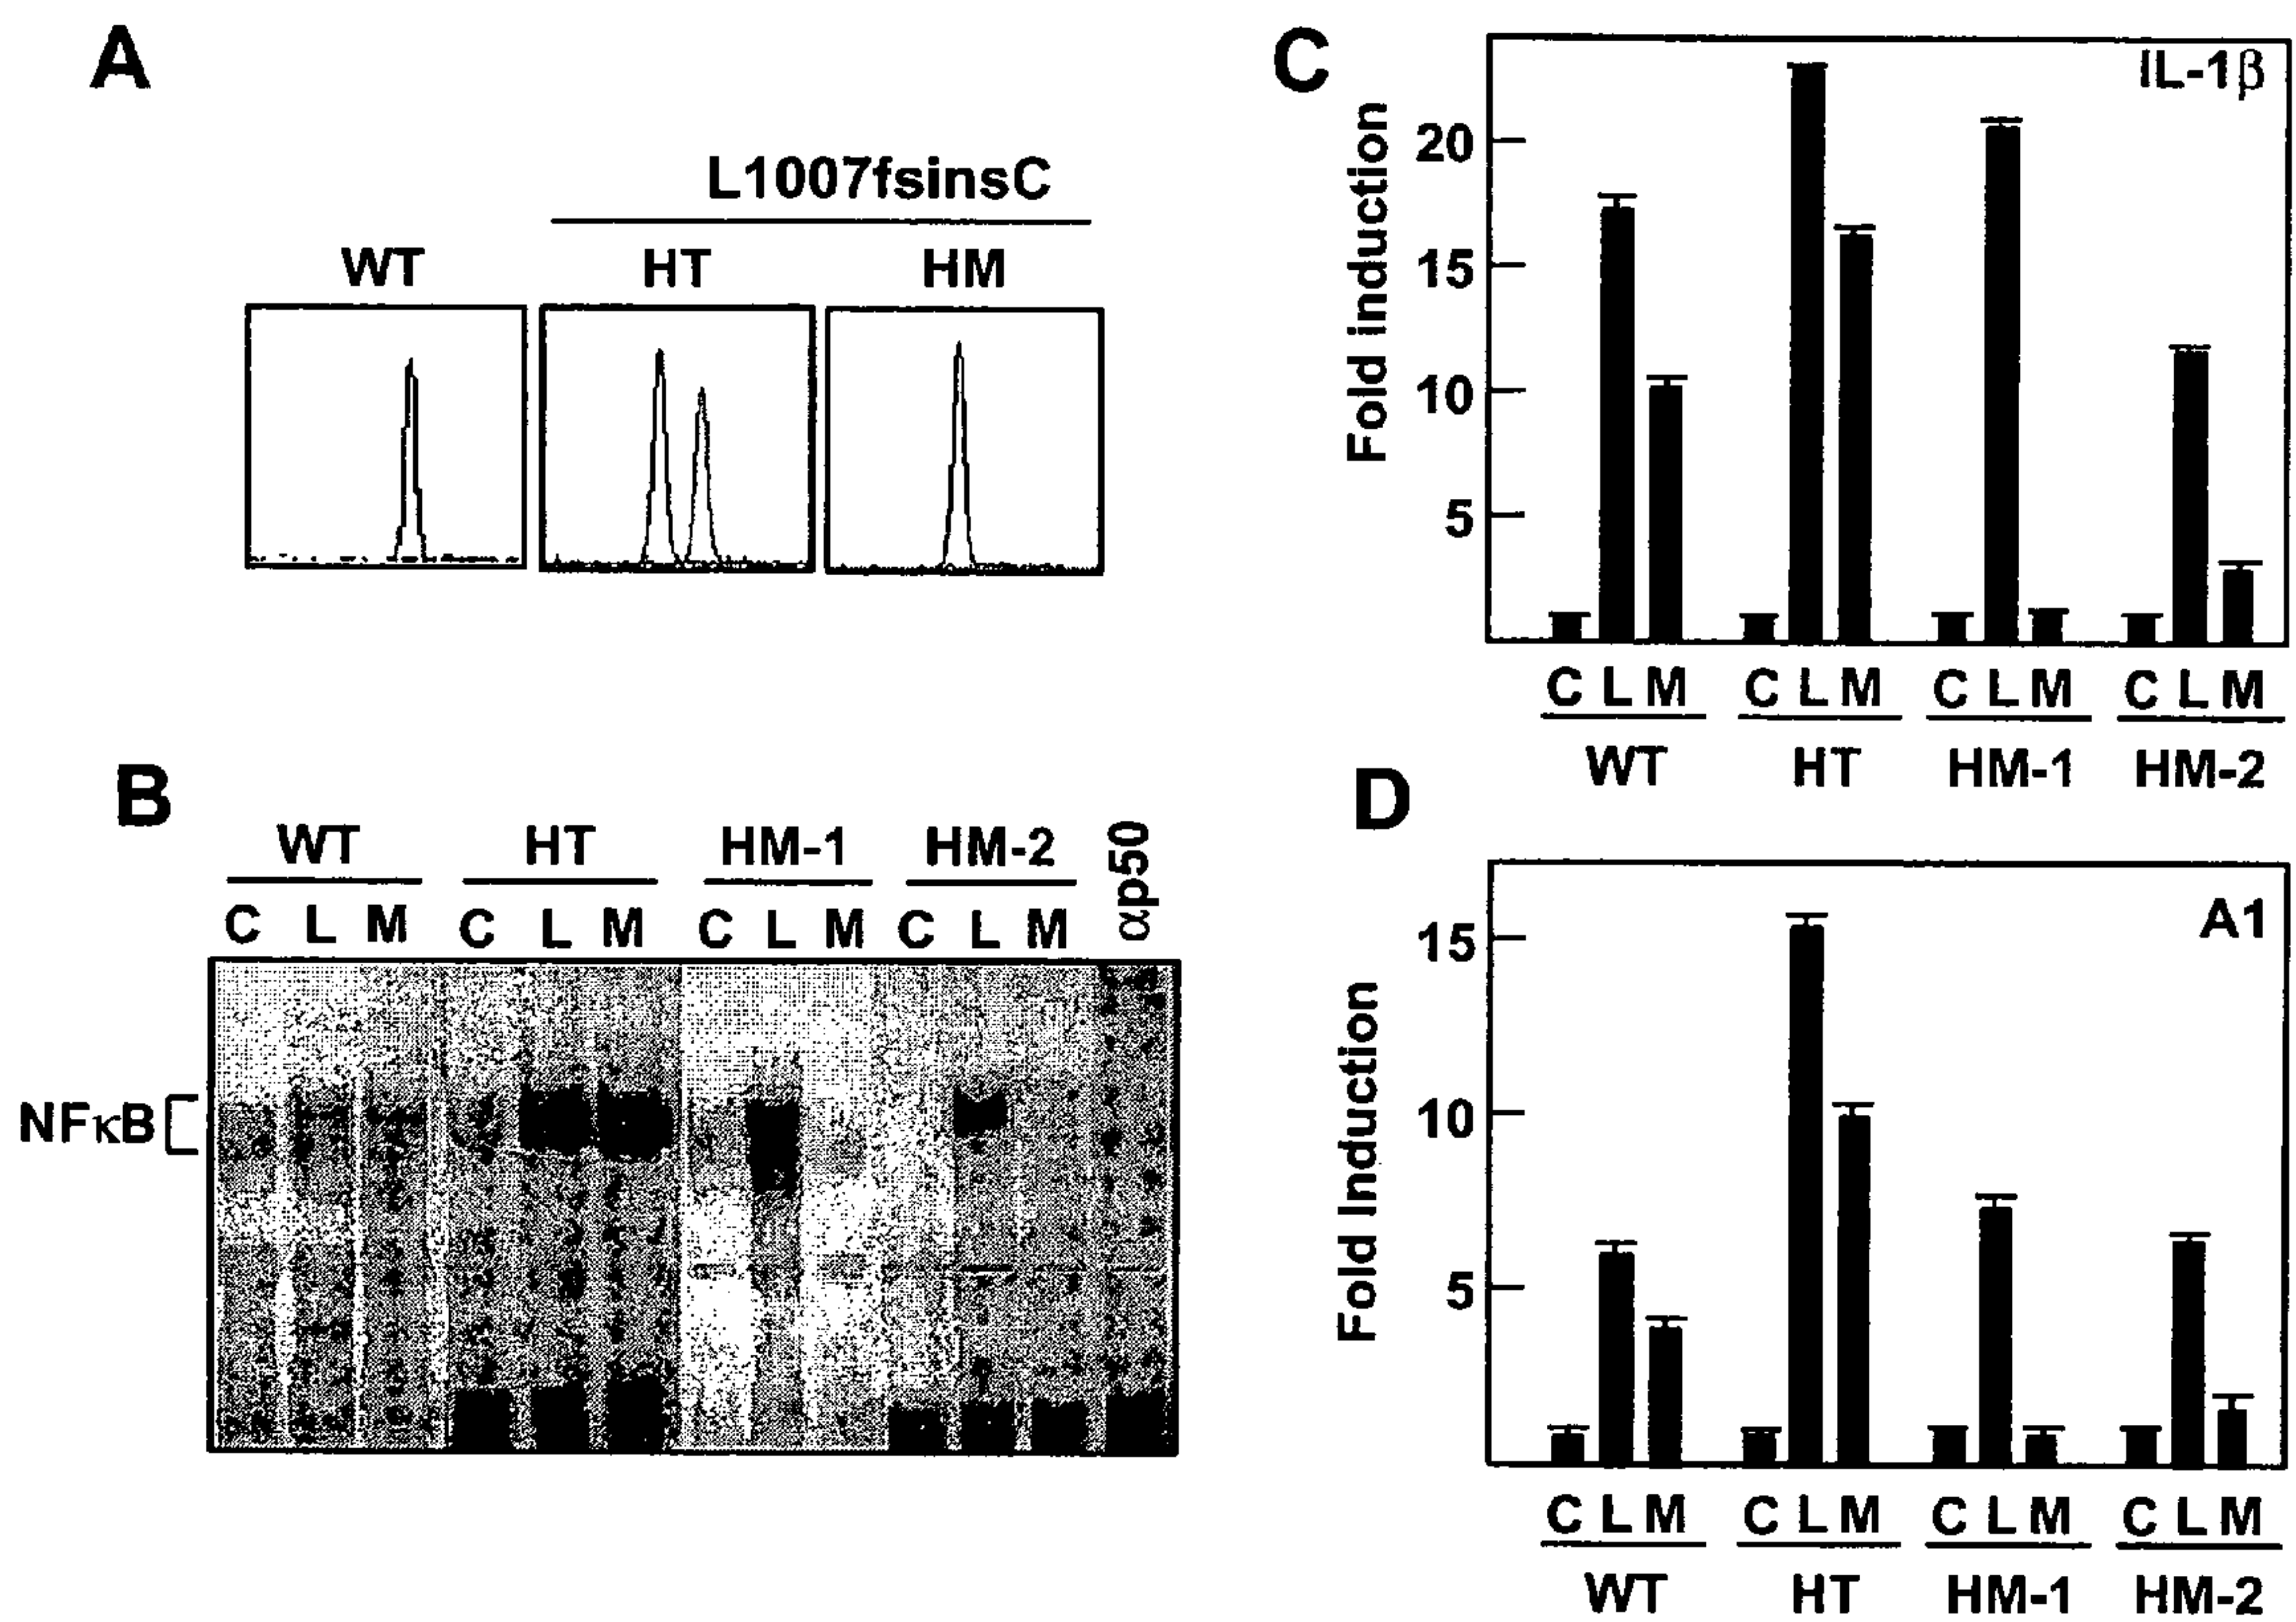 A
L1007fsinsC
WT HT HM
B
WT HT HM-1 HM-2 αp50
C L M C L M C L M C L M
NFκB
C
IL-1β
Fold induction
20
15
10
5
C L M C L M C L M C L M
WT HT HM-1 HM-2
D
A1
Fold Induction
15
10
5
C L M C L M C L M C L M
WT HT HM-1 HM-2